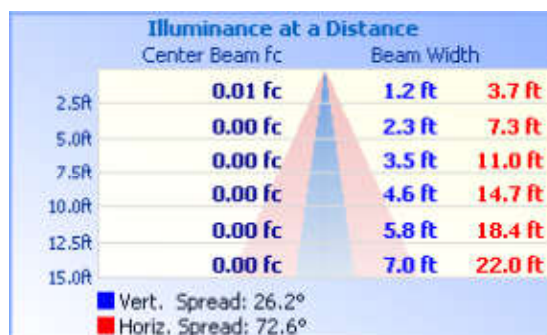 Illuminance at a Distance
Center Beam fc Beam Width
2.5ft 0.01 fc 1.2 ft 3.7 ft
5.0ft 0.00 fc 2.3 ft 7.3 ft
7.5ft 0.00 fc 3.5 ft 11.0 ft
10.0ft 0.00 fc 4.6 ft 14.7 ft
12.5ft 0.00 fc 5.8 ft 18.4 ft
15.0ft 0.00 fc 7.0 ft 22.0 ft
Vert. Spread: 26.2°
Horiz. Spread: 72.6°